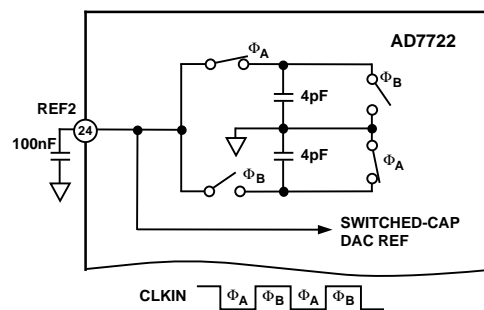 AD7722
ΦA
ΦB
4pF
REF2
24
100nF
4pF
ΦA
ΦB
SWITCHED-CAP
DAC REF
CLKIN ΦA ΦB ΦA ΦB